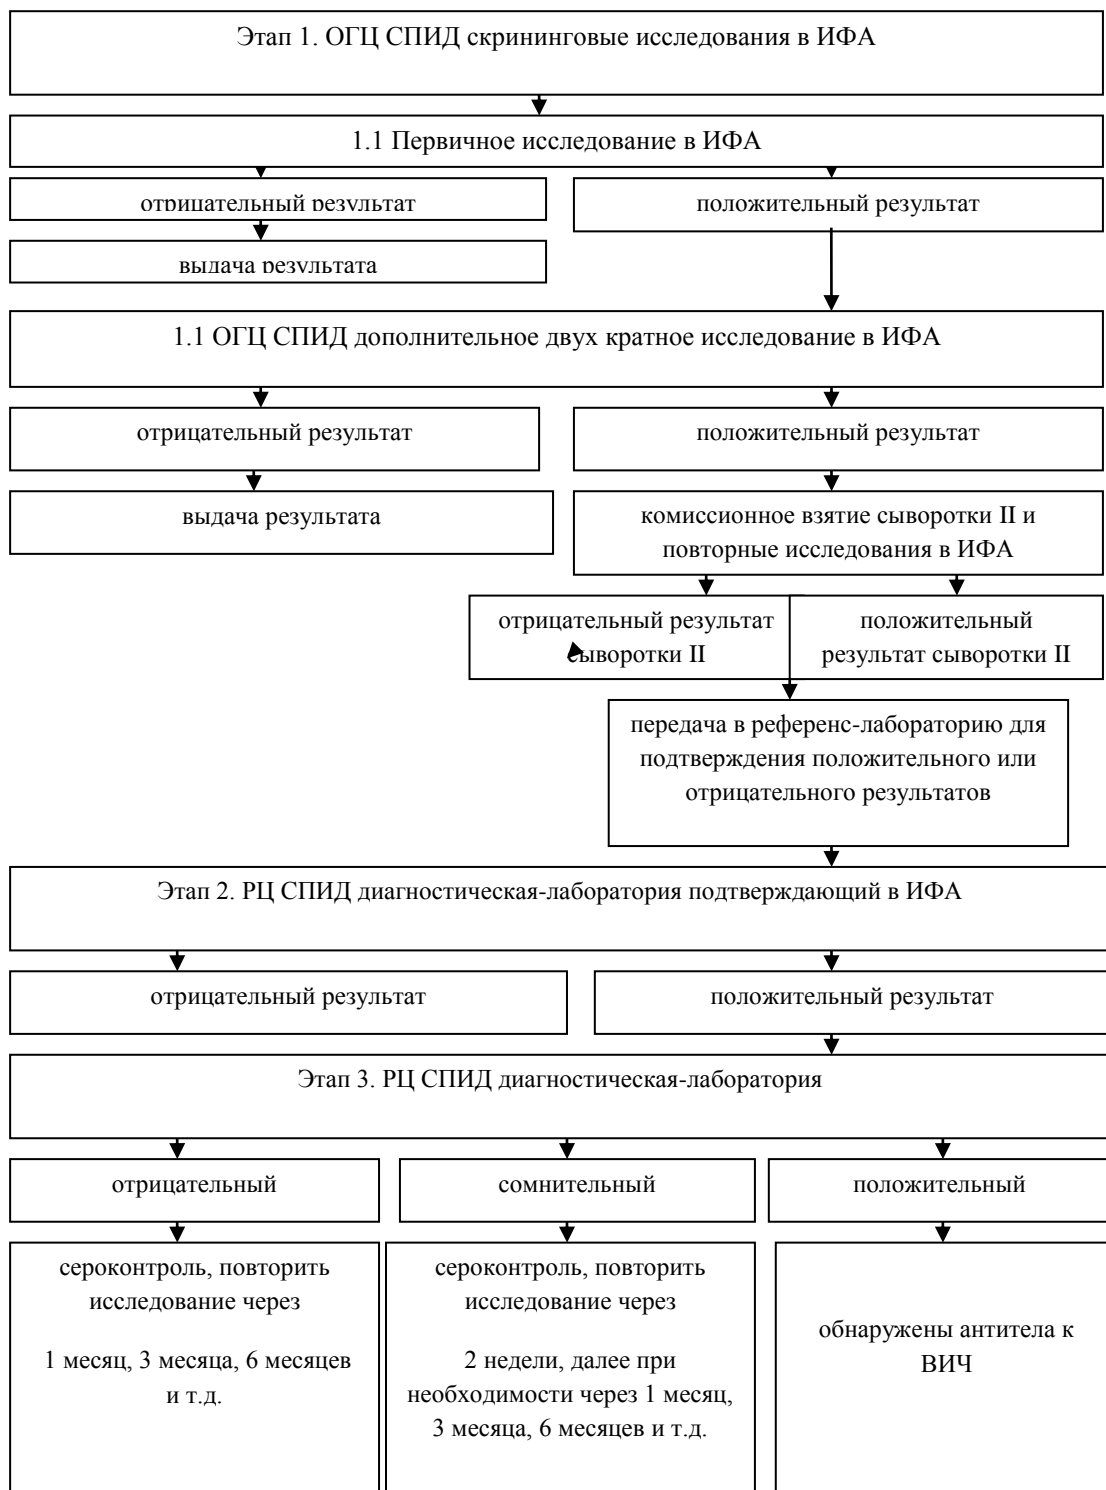 Этап 1. ОГЦ СПИД скрининговые исследования в ИФА
1.1 Первичное исследование в ИФА
отрицательный результат
положительный результат
выдача результата
1.1 ОГЦ СПИД дополнительное двух кратное исследование в ИФА
отрицательный результат
положительный результат
выдача результата
комиссионное взятие сыворотки II и
повторные исследования в ИФА
отрицательный результат
сыворотки II
положительный
результат сыворотки II
передача в референс-лабораторию для
подтверждения положительного или
отрицательного результатов
Этап 2. РЦ СПИД диагностическая-лаборатория подтверждающий в ИФА
отрицательный результат
положительный результат
Этап 3. РЦ СПИД диагностическая-лаборатория
отрицательный
сомнительный
положительный
сероконтроль, повторить
исследование через
1 месяц, 3 месяца, 6 месяцев
и т.д.
сероконтроль, повторить
исследование через
2 недели, далее при
необходимости через 1 месяц,
3 месяца, 6 месяцев и т.д.
обнаружены антитела к
ВИЧ